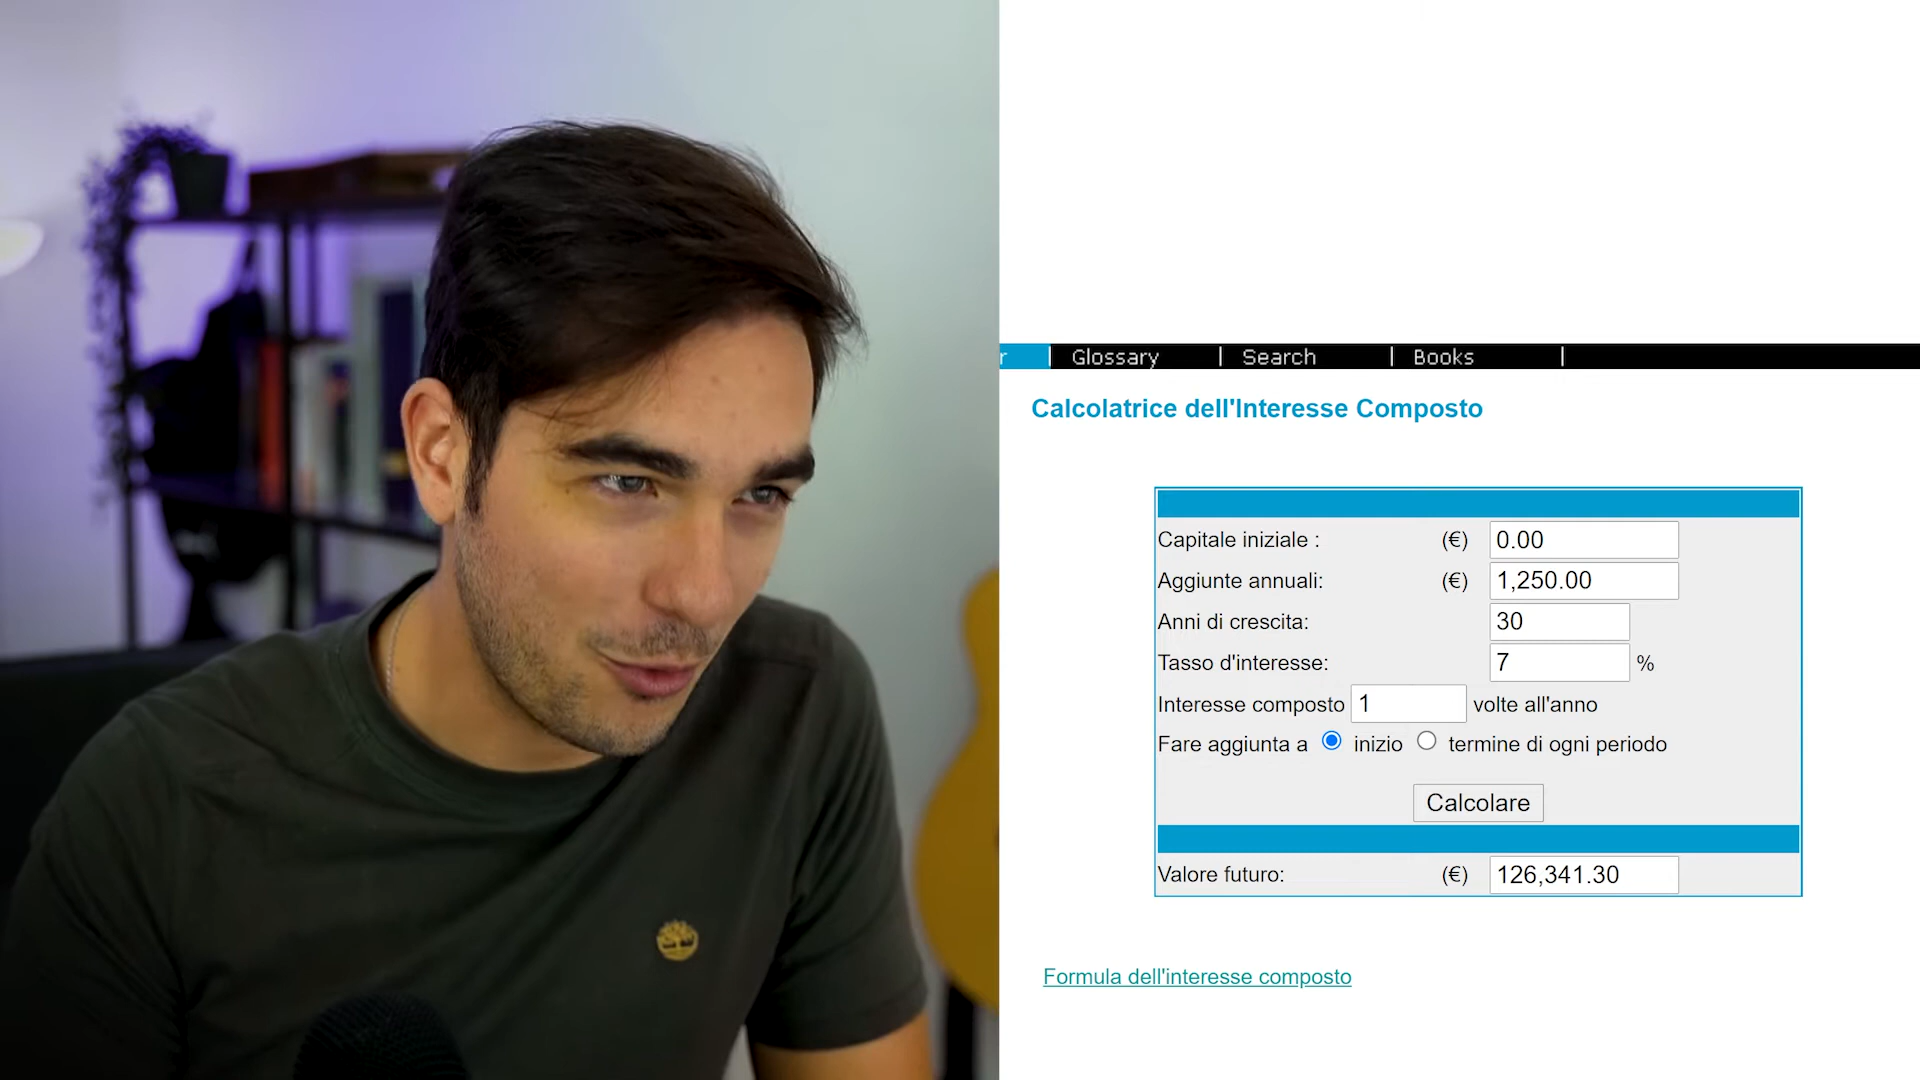 Glossary | Search | Books |
Calcolatrice dell'Interesse Composto
Capitale iniziale : (€) 0.00
Aggiunte annuali: (€) 1,250.00
Anni di crescita: 30
Tasso d'interesse: 7 %
Interesse composto 1 volte all'anno
Fare aggiunta a inizio termine di ogni periodo
Calcolare
Valore futuro: (€) 126,341.30
Formula dell'interesse composto